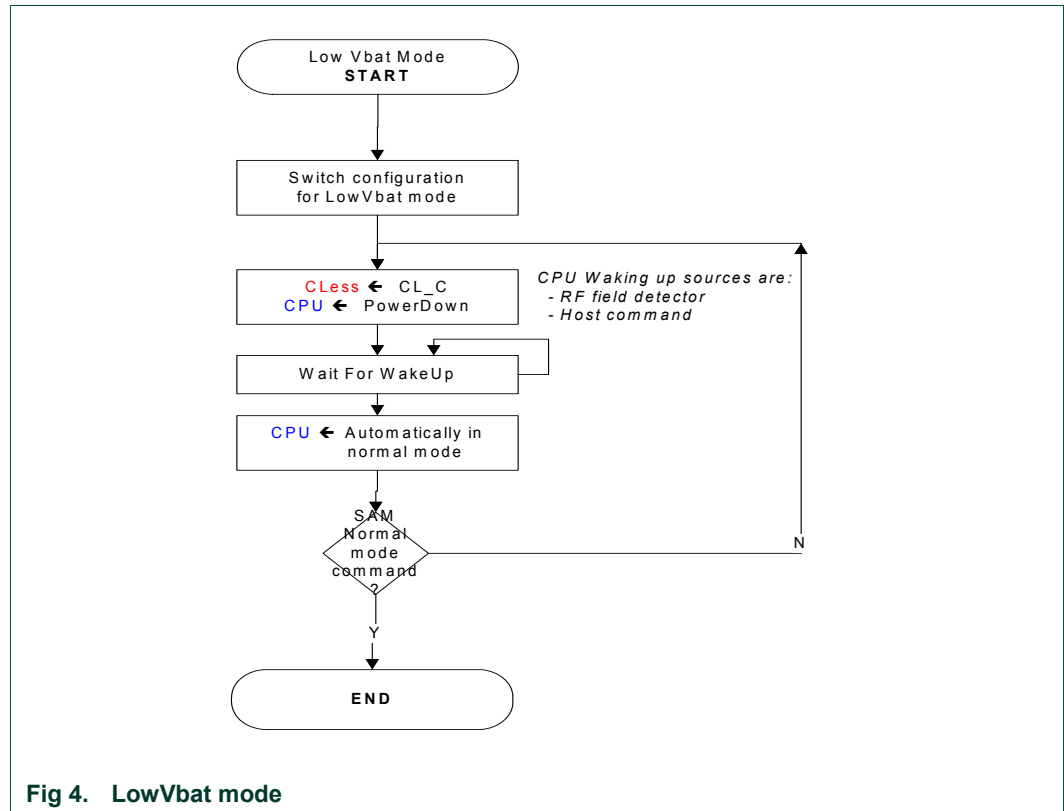 Low Vbat Mode
START
Switch configuration
for LowVbat mode
CLess ← CL_C
CPU ← PowerDown
CPU Waking up sources are:
- RF field detector
- Host command
Wait For WakeUp
CPU ← Automatically in
normal mode
SAM
Normal
mode
command
?
N
Y
END
Fig 4. LowVbat mode